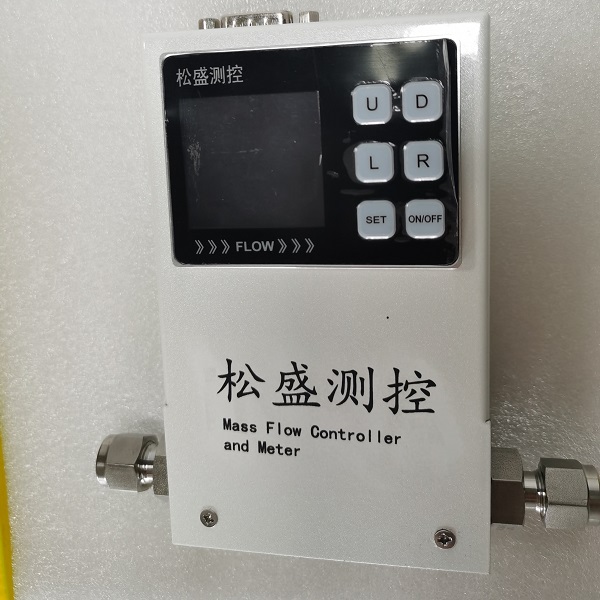 松盛测控
U D
L R
SET ON/OFF
》》》FLOW》》》
松盛测控
Mass Flow Controller
and Meter